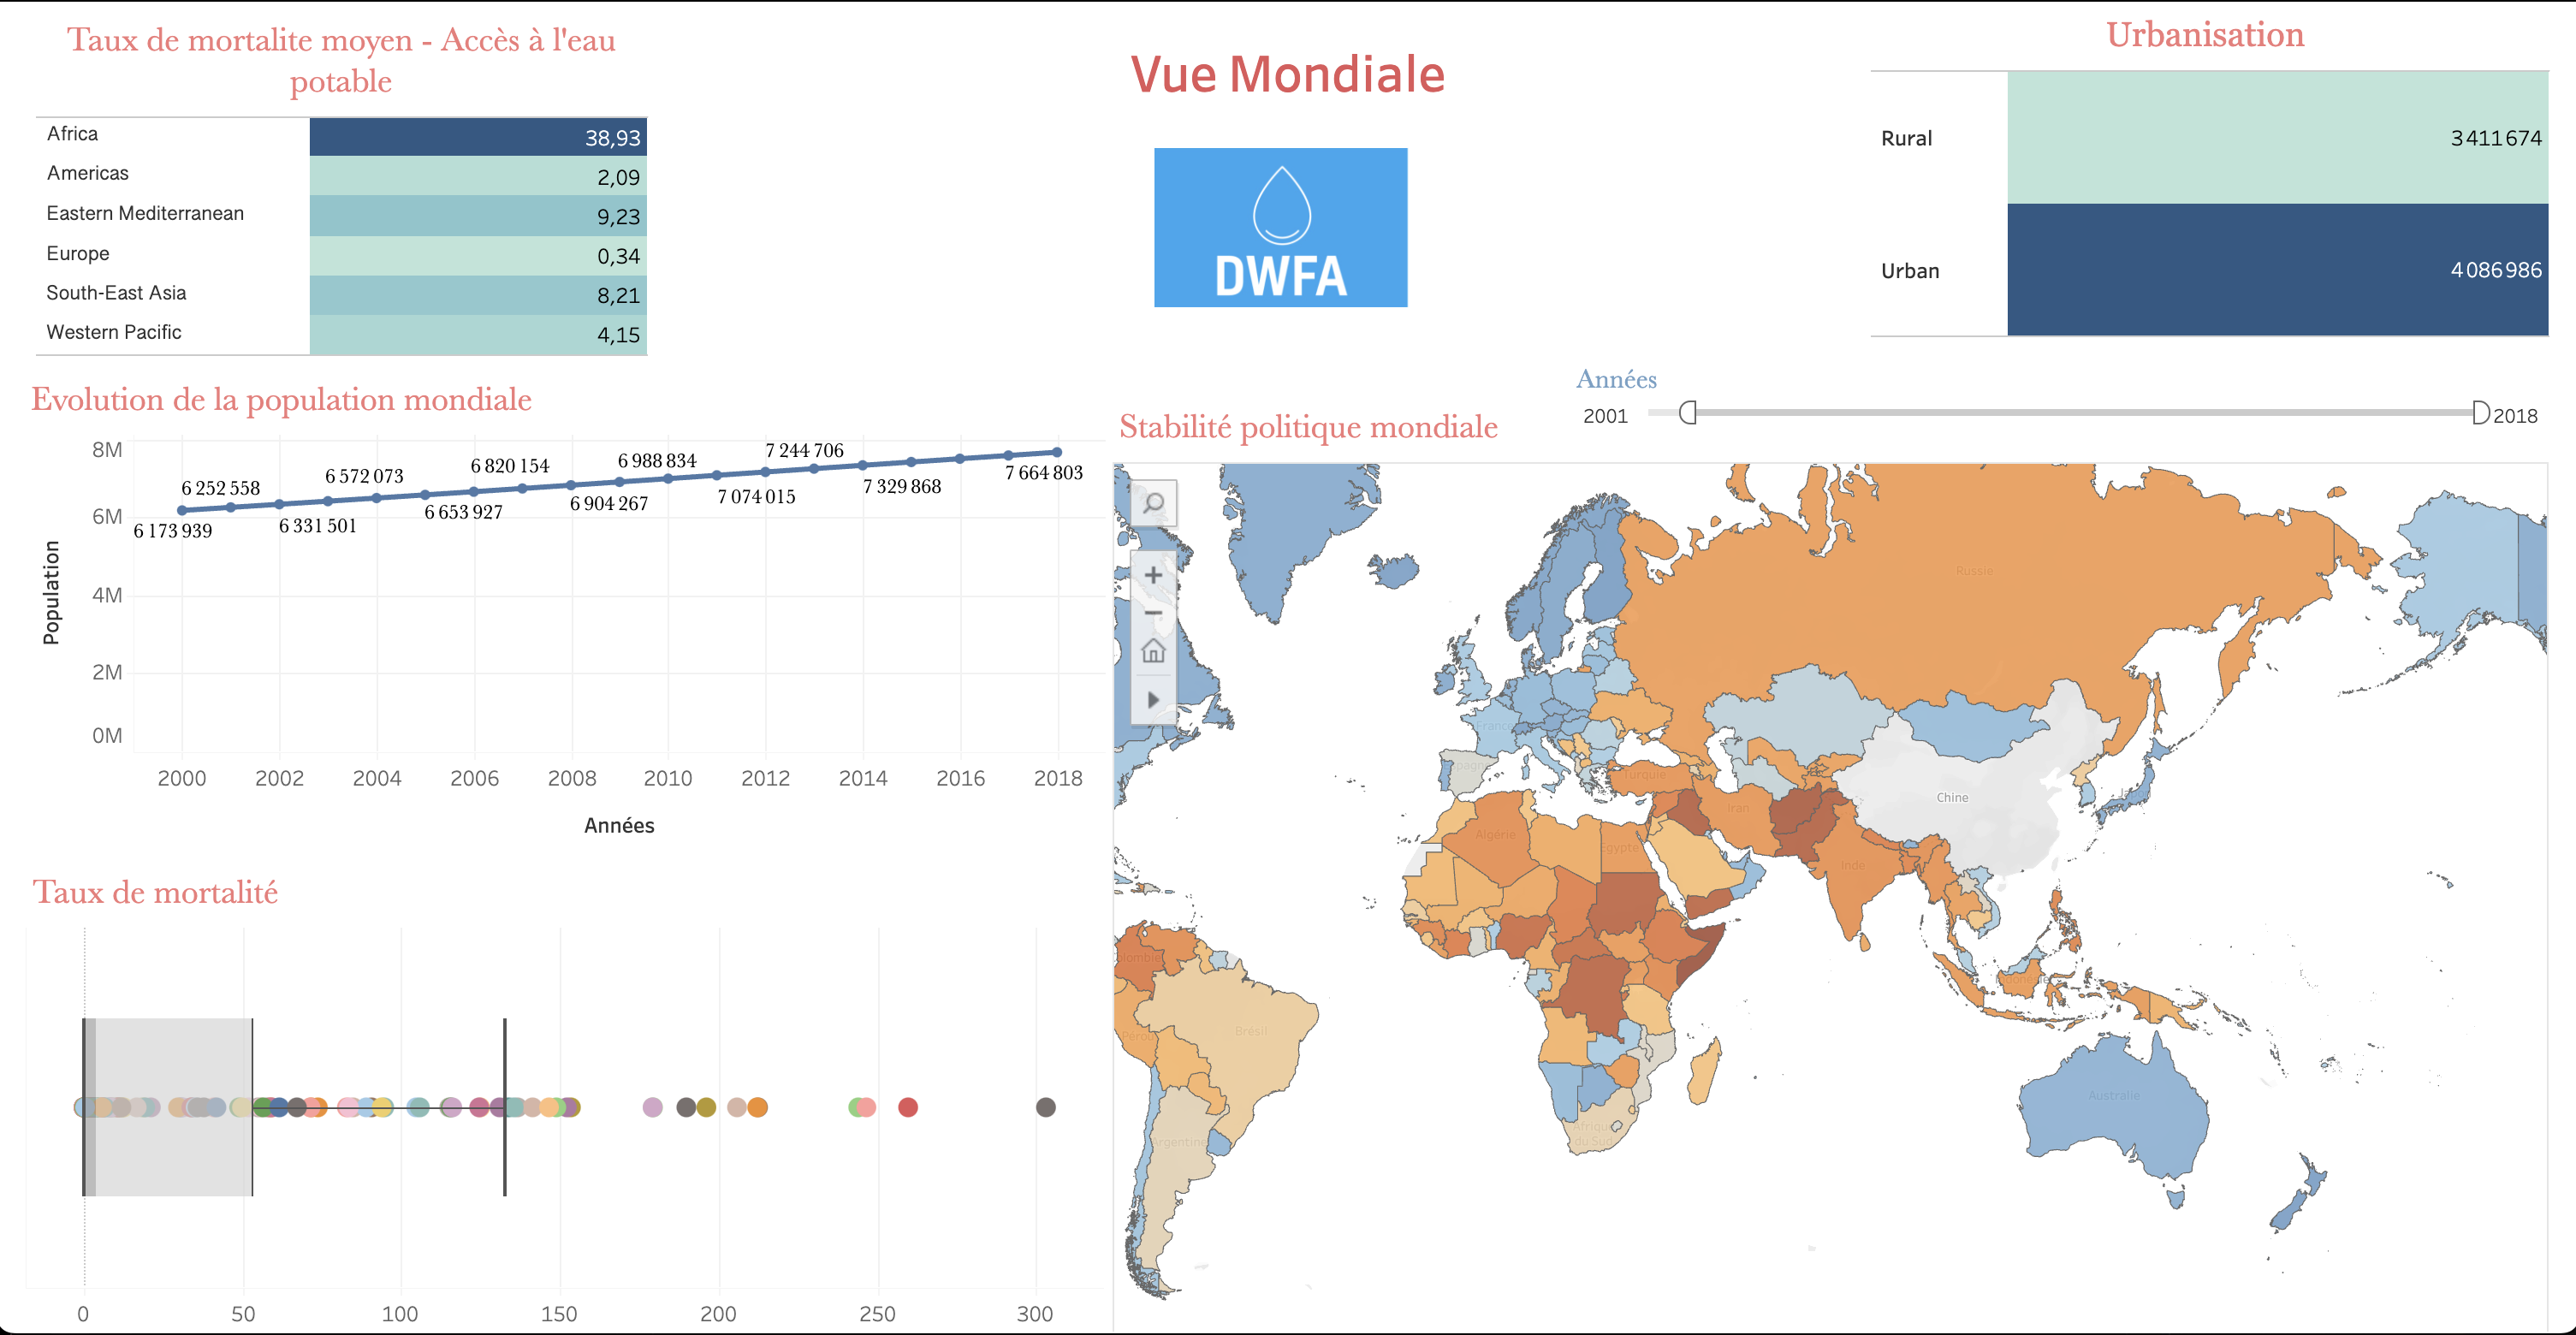 Taux de mortalite moyen - Accès à l'eau
potable
Africa 38,93
Americas 2,09
Eastern Mediterranean 9,23
Europe 0,34
South-East Asia 8,21
Western Pacific 4,15
Vue Mondiale
DWFA
Urbanisation
Rural 3 411 674
Urban 4 086 986
Années
2001 2018
Evolution de la population mondiale
8M
6M
4M
2M
0M
Population
6 173 939
6 252 558
6 331 501
6 572 073
6 653 927
6 820 154
6 904 267
6 988 834
7 074 015
7 244 706
7 329 868
7 664 803
2000 2002 2004 2006 2008 2010 2012 2014 2016 2018
Années
Taux de mortalité
0 50 100 150 200 250 300
Stabilité politique mondiale
Russie
France
Turquie
Chine
Iran
Algérie
Égypte
Inde
Brésil
Pérou
Argentine
Afrique
du Sud
Australie